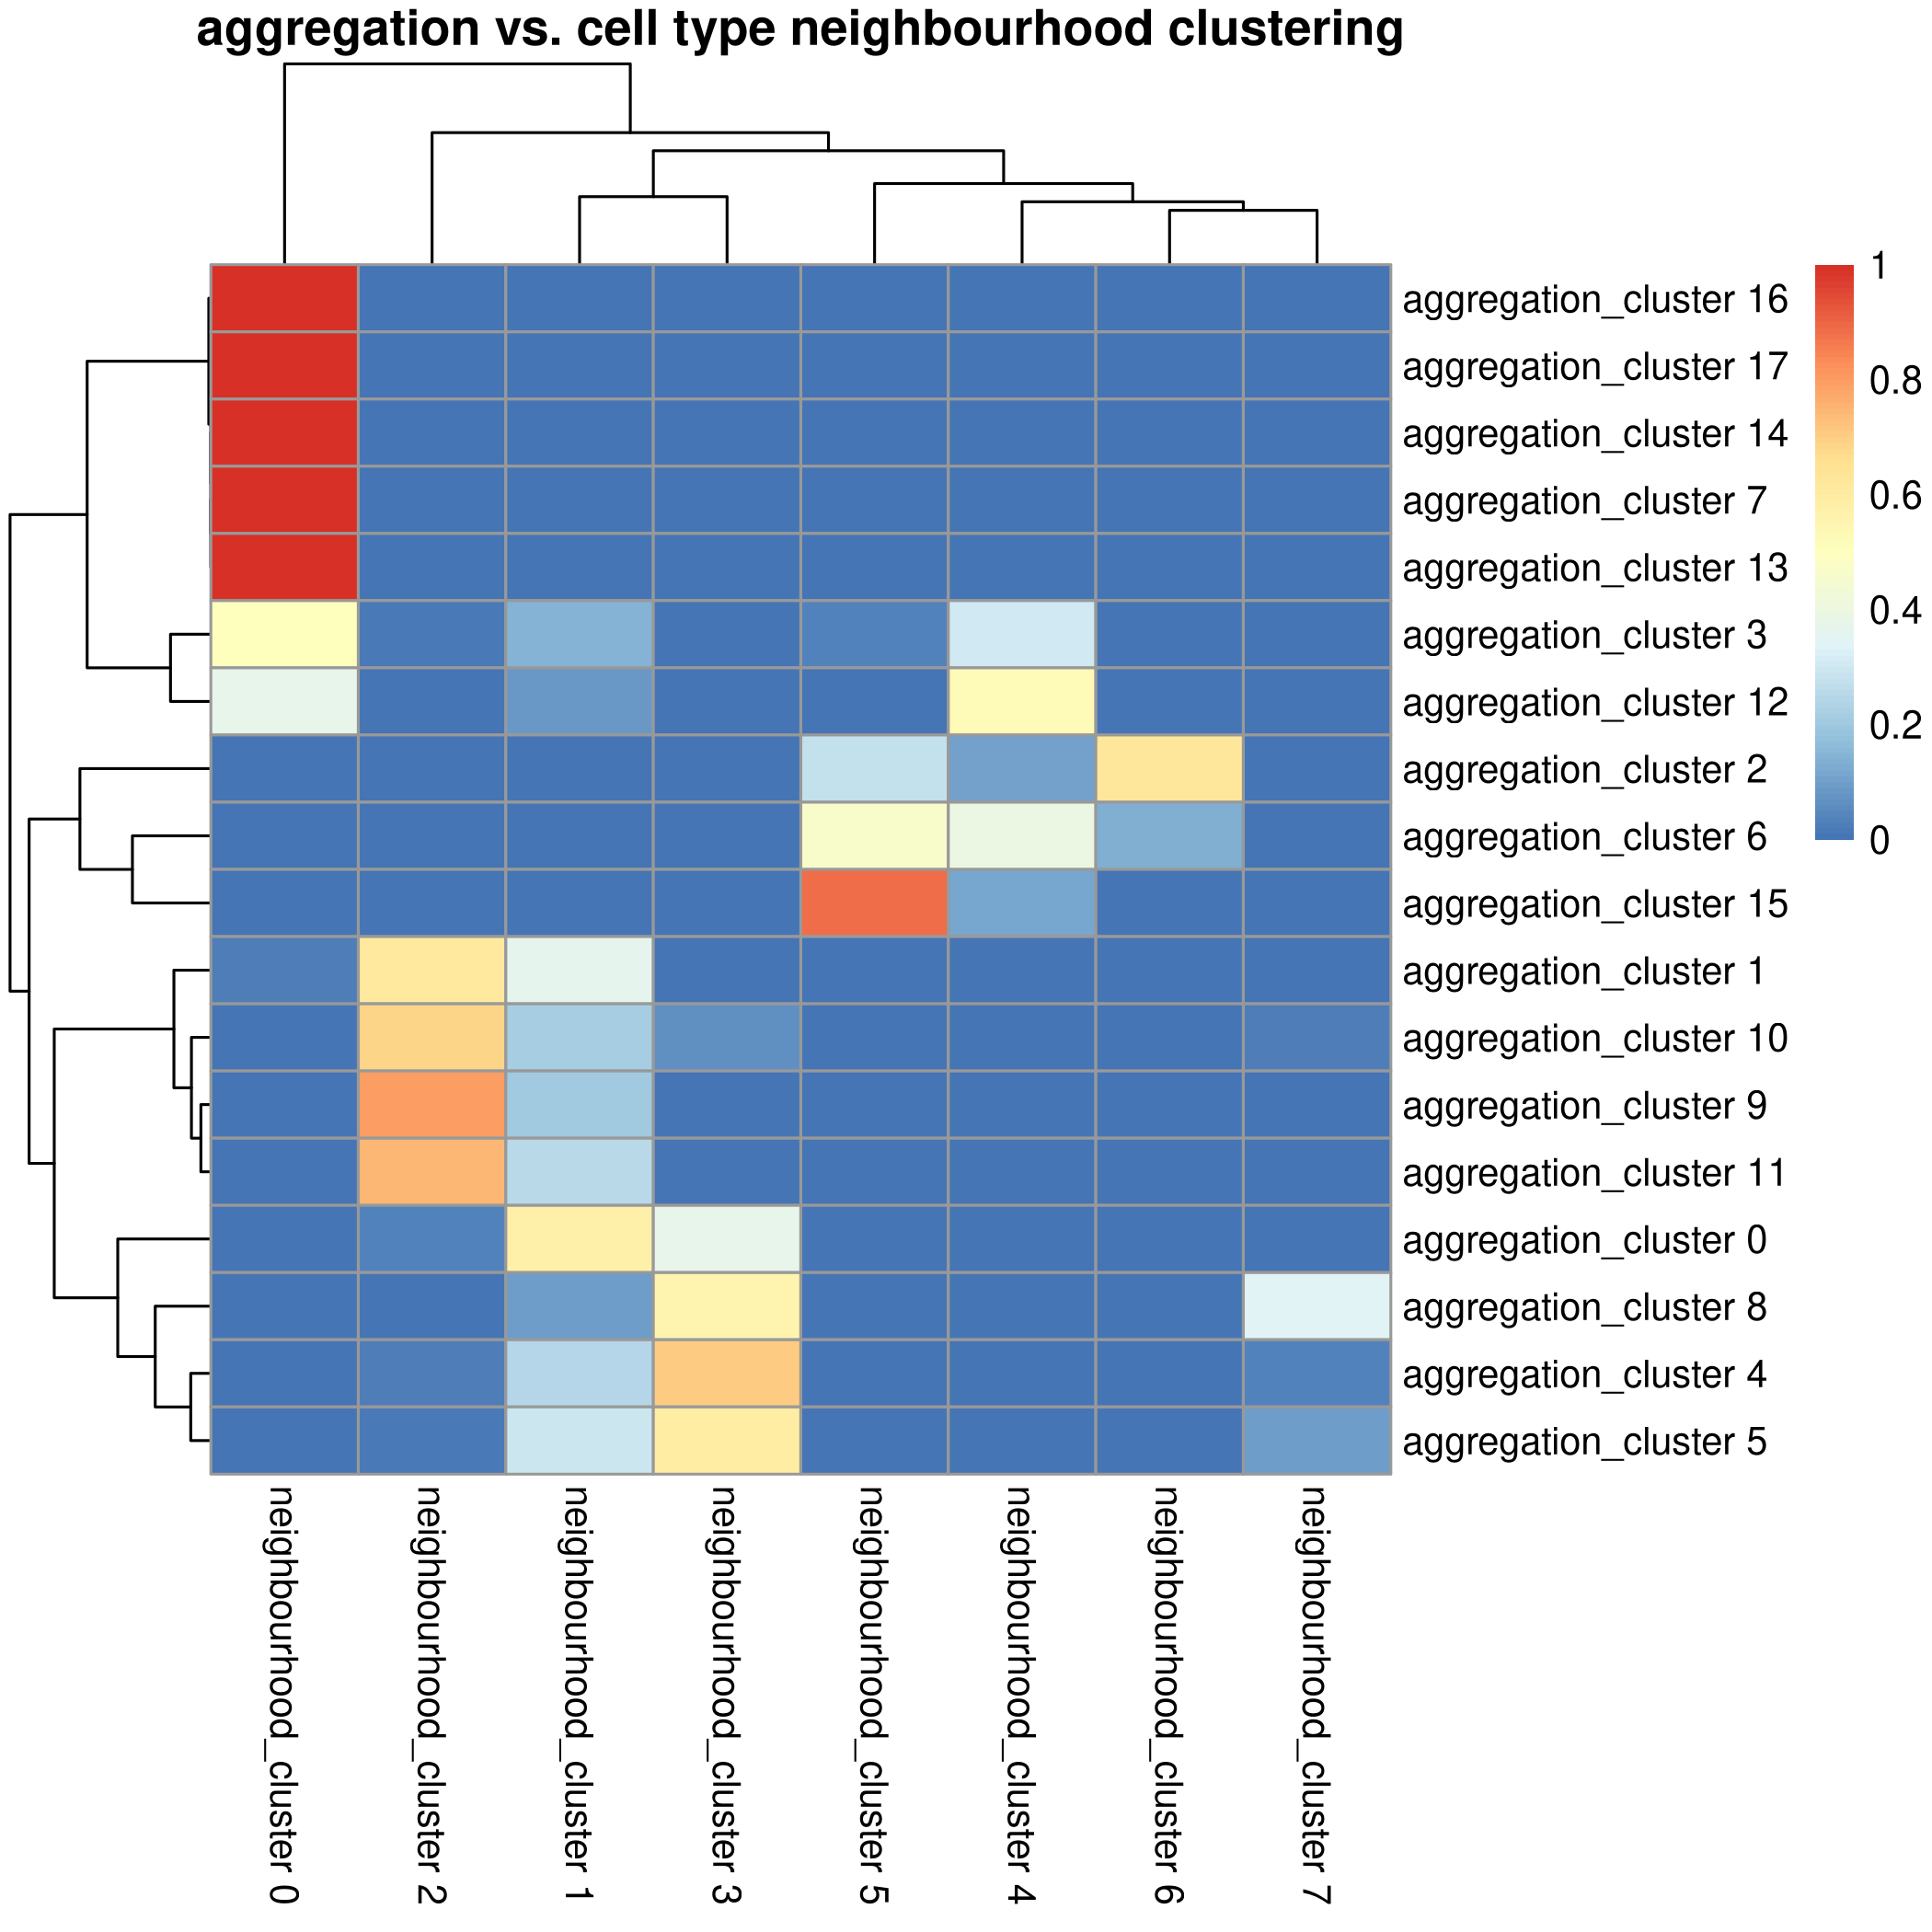 aggregation vs. cell type neighbourhood clustering
aggregation_cluster 16
aggregation_cluster 17
aggregation_cluster 14
aggregation_cluster 7
aggregation_cluster 13
aggregation_cluster 3
aggregation_cluster 12
aggregation_cluster 2
aggregation_cluster 6
aggregation_cluster 15
aggregation_cluster 1
aggregation_cluster 10
aggregation_cluster 9
aggregation_cluster 11
aggregation_cluster 0
aggregation_cluster 8
aggregation_cluster 4
aggregation_cluster 5
1
0.8
0.6
0.4
0.2
0
neighbourhood_cluster 0
neighbourhood_cluster 2
neighbourhood_cluster 1
neighbourhood_cluster 3
neighbourhood_cluster 5
neighbourhood_cluster 4
neighbourhood_cluster 6
neighbourhood_cluster 7